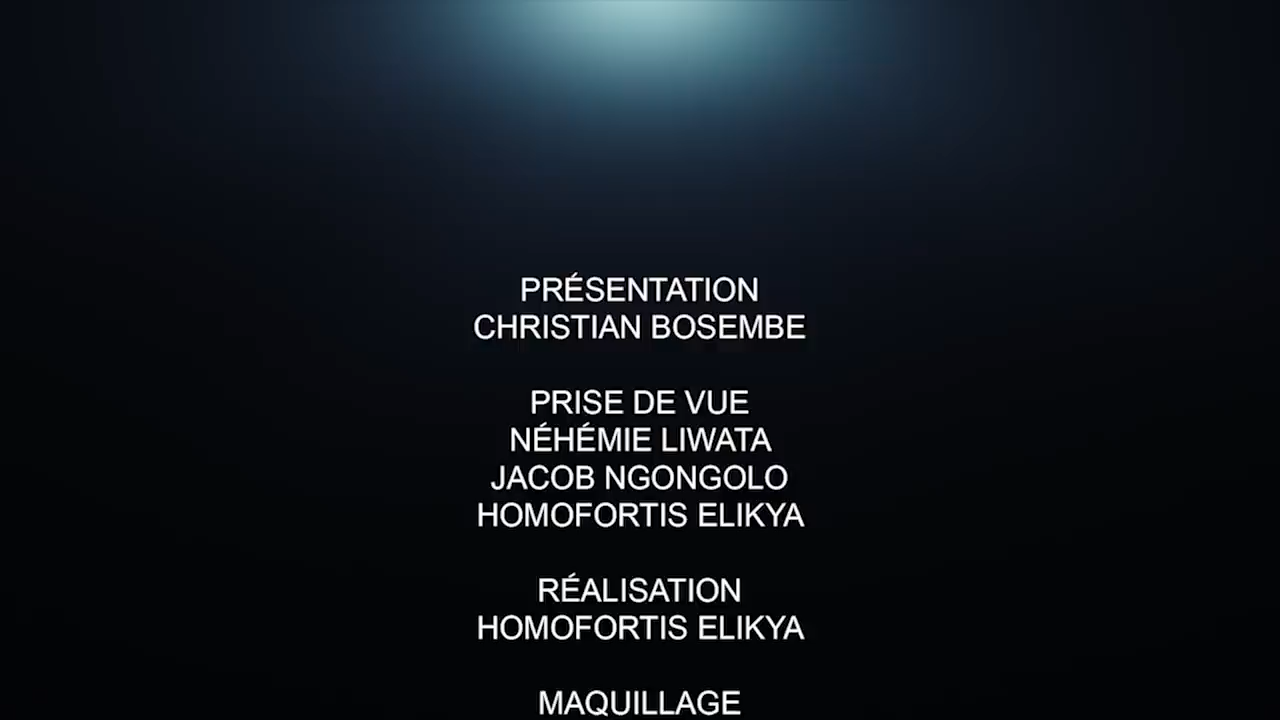 PRÉSENTATION
CHRISTIAN BOSEMBE
PRISE DE VUE
NÉHÉMIE LIWATA
JACOB NGONGOLO
HOMOFORTIS ELIKYA
RÉALISATION
HOMOFORTIS ELIKYA
MAQUILLAGE